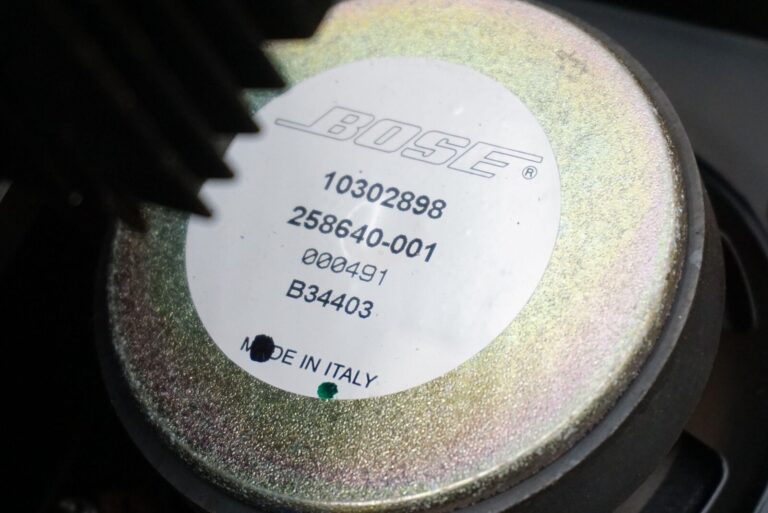 BOSE®
10302898
258640-001
000491
B34403
MADE IN ITALY